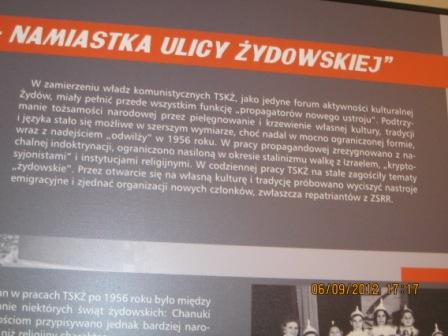 - NAMIASTKA ULICY ŻYDOWSKIEJ”
W zamierzeniu władz komunistycznych TSKŻ, jako jedyne forum aktywności kulturalnej
Żydów, miały pełnić przede wszystkim funkcję „propagatorów nowego ustroju”. Podtrzy-
manie tożsamości narodowej przez pielęgnowanie i krzewienie własnej kultury, tradycji
i języka stało się możliwe w szerszym wymiarze, choć nadal w mocno ograniczonej formie,
wraz z nadejściem „odwilży” w 1956 roku. W pracy propagandowej zrezygnowano z na-
chalnej indoktrynacji, ograniczono nasiloną w okresie stalinizmu walkę z Izraelem, „krypto-
syjonistami” i instytucjami religijnymi. W codziennej pracy TSKŻ na stałe zagościły tematy
„żydowskie”. Przez otwarcie się na własną kulturę i tradycję próbowano wyciszyć nastroje
emigracyjne i zjednać organizacji nowych członków, zwłaszcza repatriantów z ZSRR.
06/09/2012 17:17
an w pracach TSKŻ po 1956 roku było między
anie niektórych świąt żydowskich: Chanuki
ościom przypisywano jednak bardziej naro-
niż religijny